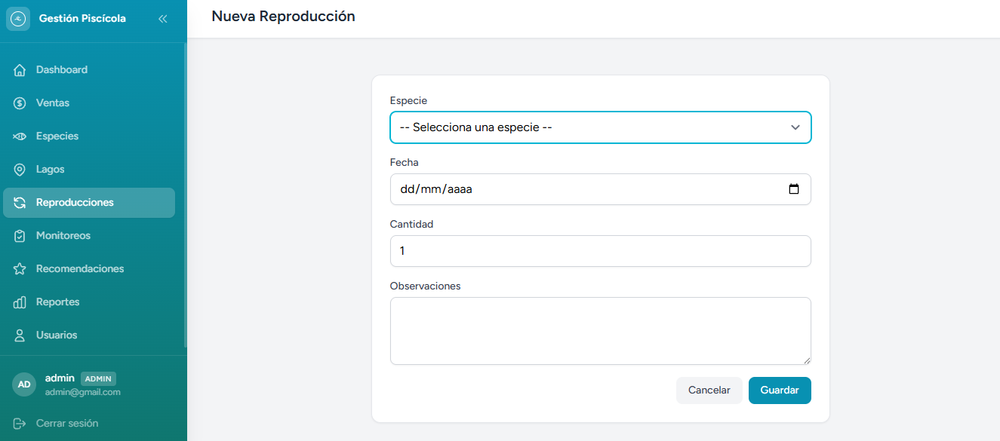 Gestión Piscícola
Dashboard
Ventas
Especies
Lagos
Reproducciones
Monitoreos
Recomendaciones
Reportes
Usuarios
AD
admin ADMIN
admin@gmail.com
Cerrar sesión
Nueva Reproducción
Especie
-- Selecciona una especie --
Fecha
dd/mm/aaaa
Cantidad
1
Observaciones
Cancelar Guardar